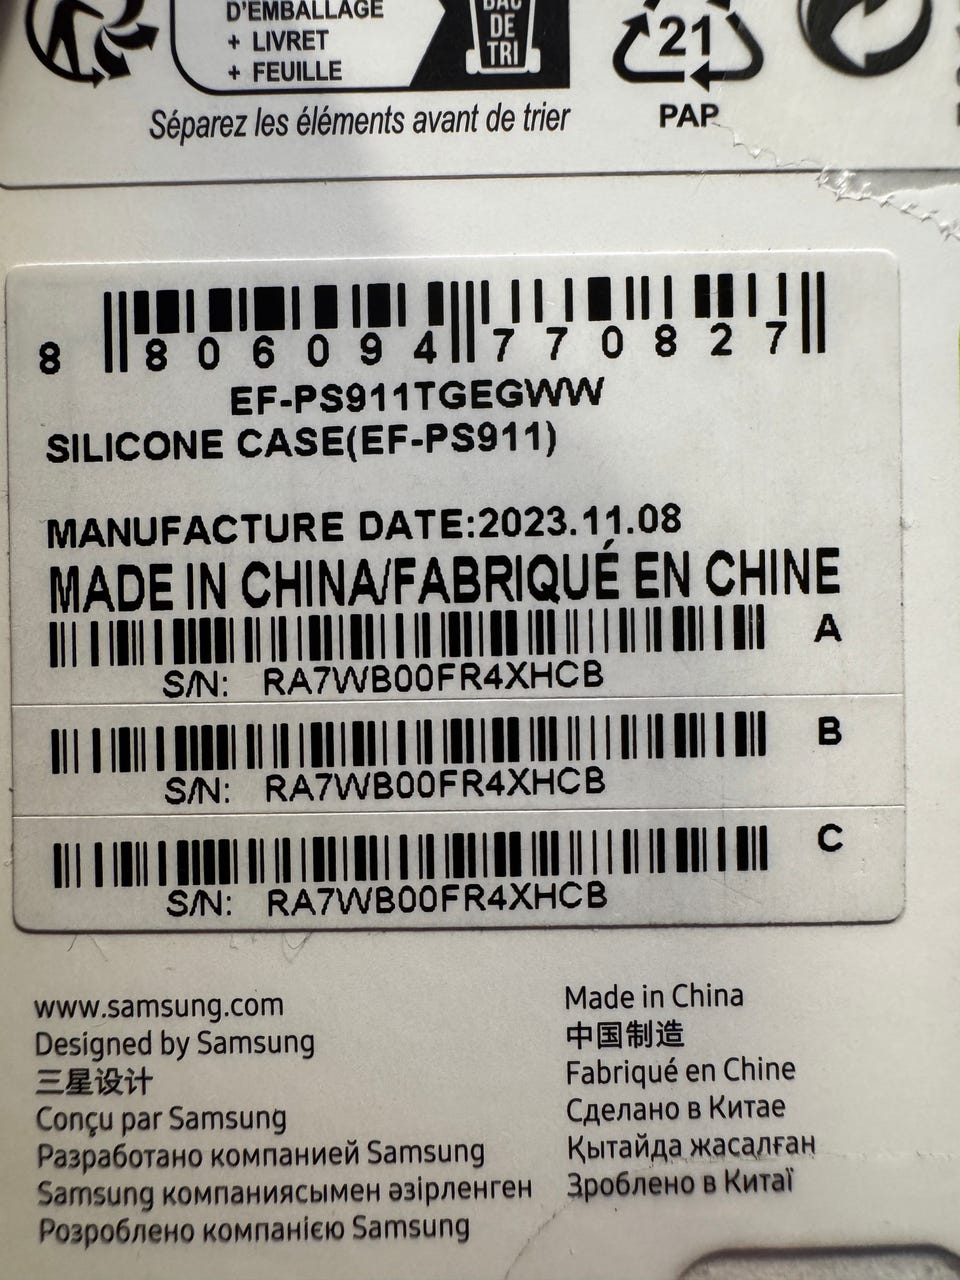 D'EMBALLAGE
+ LIVRET
+ FEUILLE
BAC
DE
TRI
21
PAP
Séparez les éléments avant de trier
8 806094 770827
EF-PS911TGEGWW
SILICONE CASE(EF-PS911)
MANUFACTURE DATE:2023.11.08
MADE IN CHINA/FABRIQUÉ EN CHINE
A
S/N: RA7WB00FR4XHCB
B
S/N: RA7WB00FR4XHCB
C
S/N: RA7WB00FR4XHCB
www.samsung.com
Designed by Samsung
三星设计
Conçu par Samsung
Разработано компанией Samsung
Samsung компаниясымен әзірленген
Розроблено компанією Samsung
Made in China
中国制造
Fabriqué en Chine
Сделано в Китае
Қытайда жасалған
Зроблено в Китаї